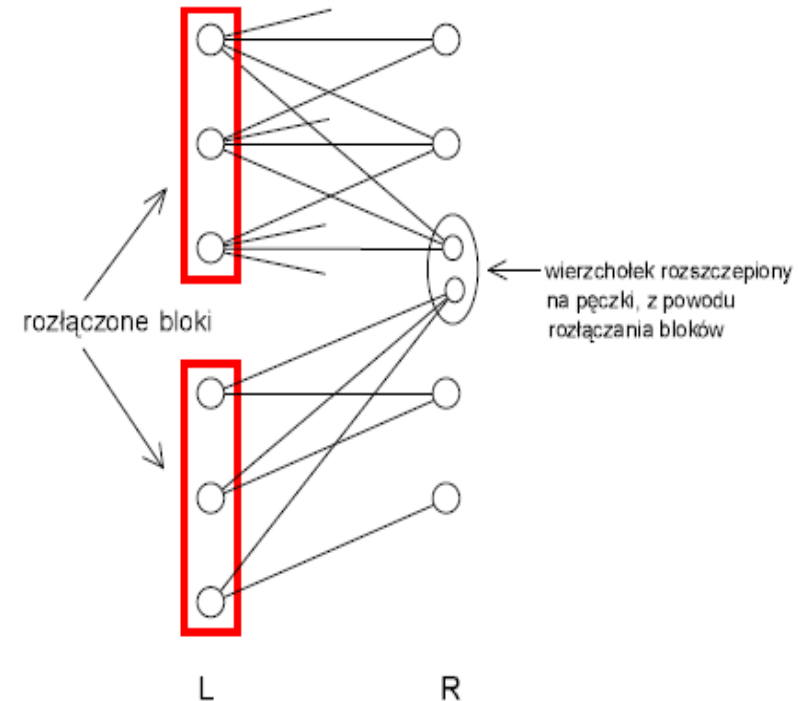 wierzchołek rozszczepiony
na pęczki, z powodu
rozłączania bloków
rozłączone bloki
L
R